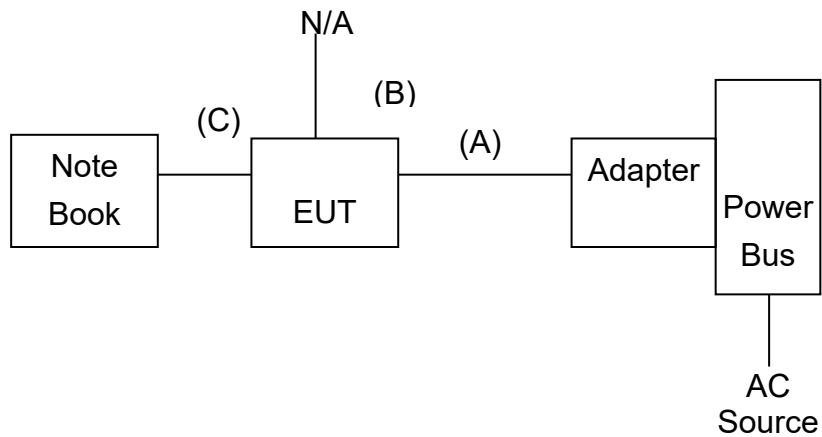 N/A
(B)
(C)
(A)
Note
Book
EUT
Adapter
Power
Bus
AC
Source